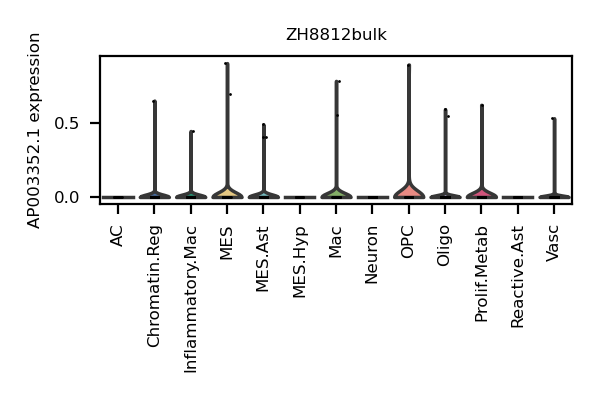 ZH8812bulk
AP003352.1 expression
0.5
0.0
AC
Chromatin.Reg
Inflammatory.Mac
MES
MES.Ast
MES.Hyp
Mac
Neuron
OPC
Oligo
Prolif.Metab
Reactive.Ast
Vasc